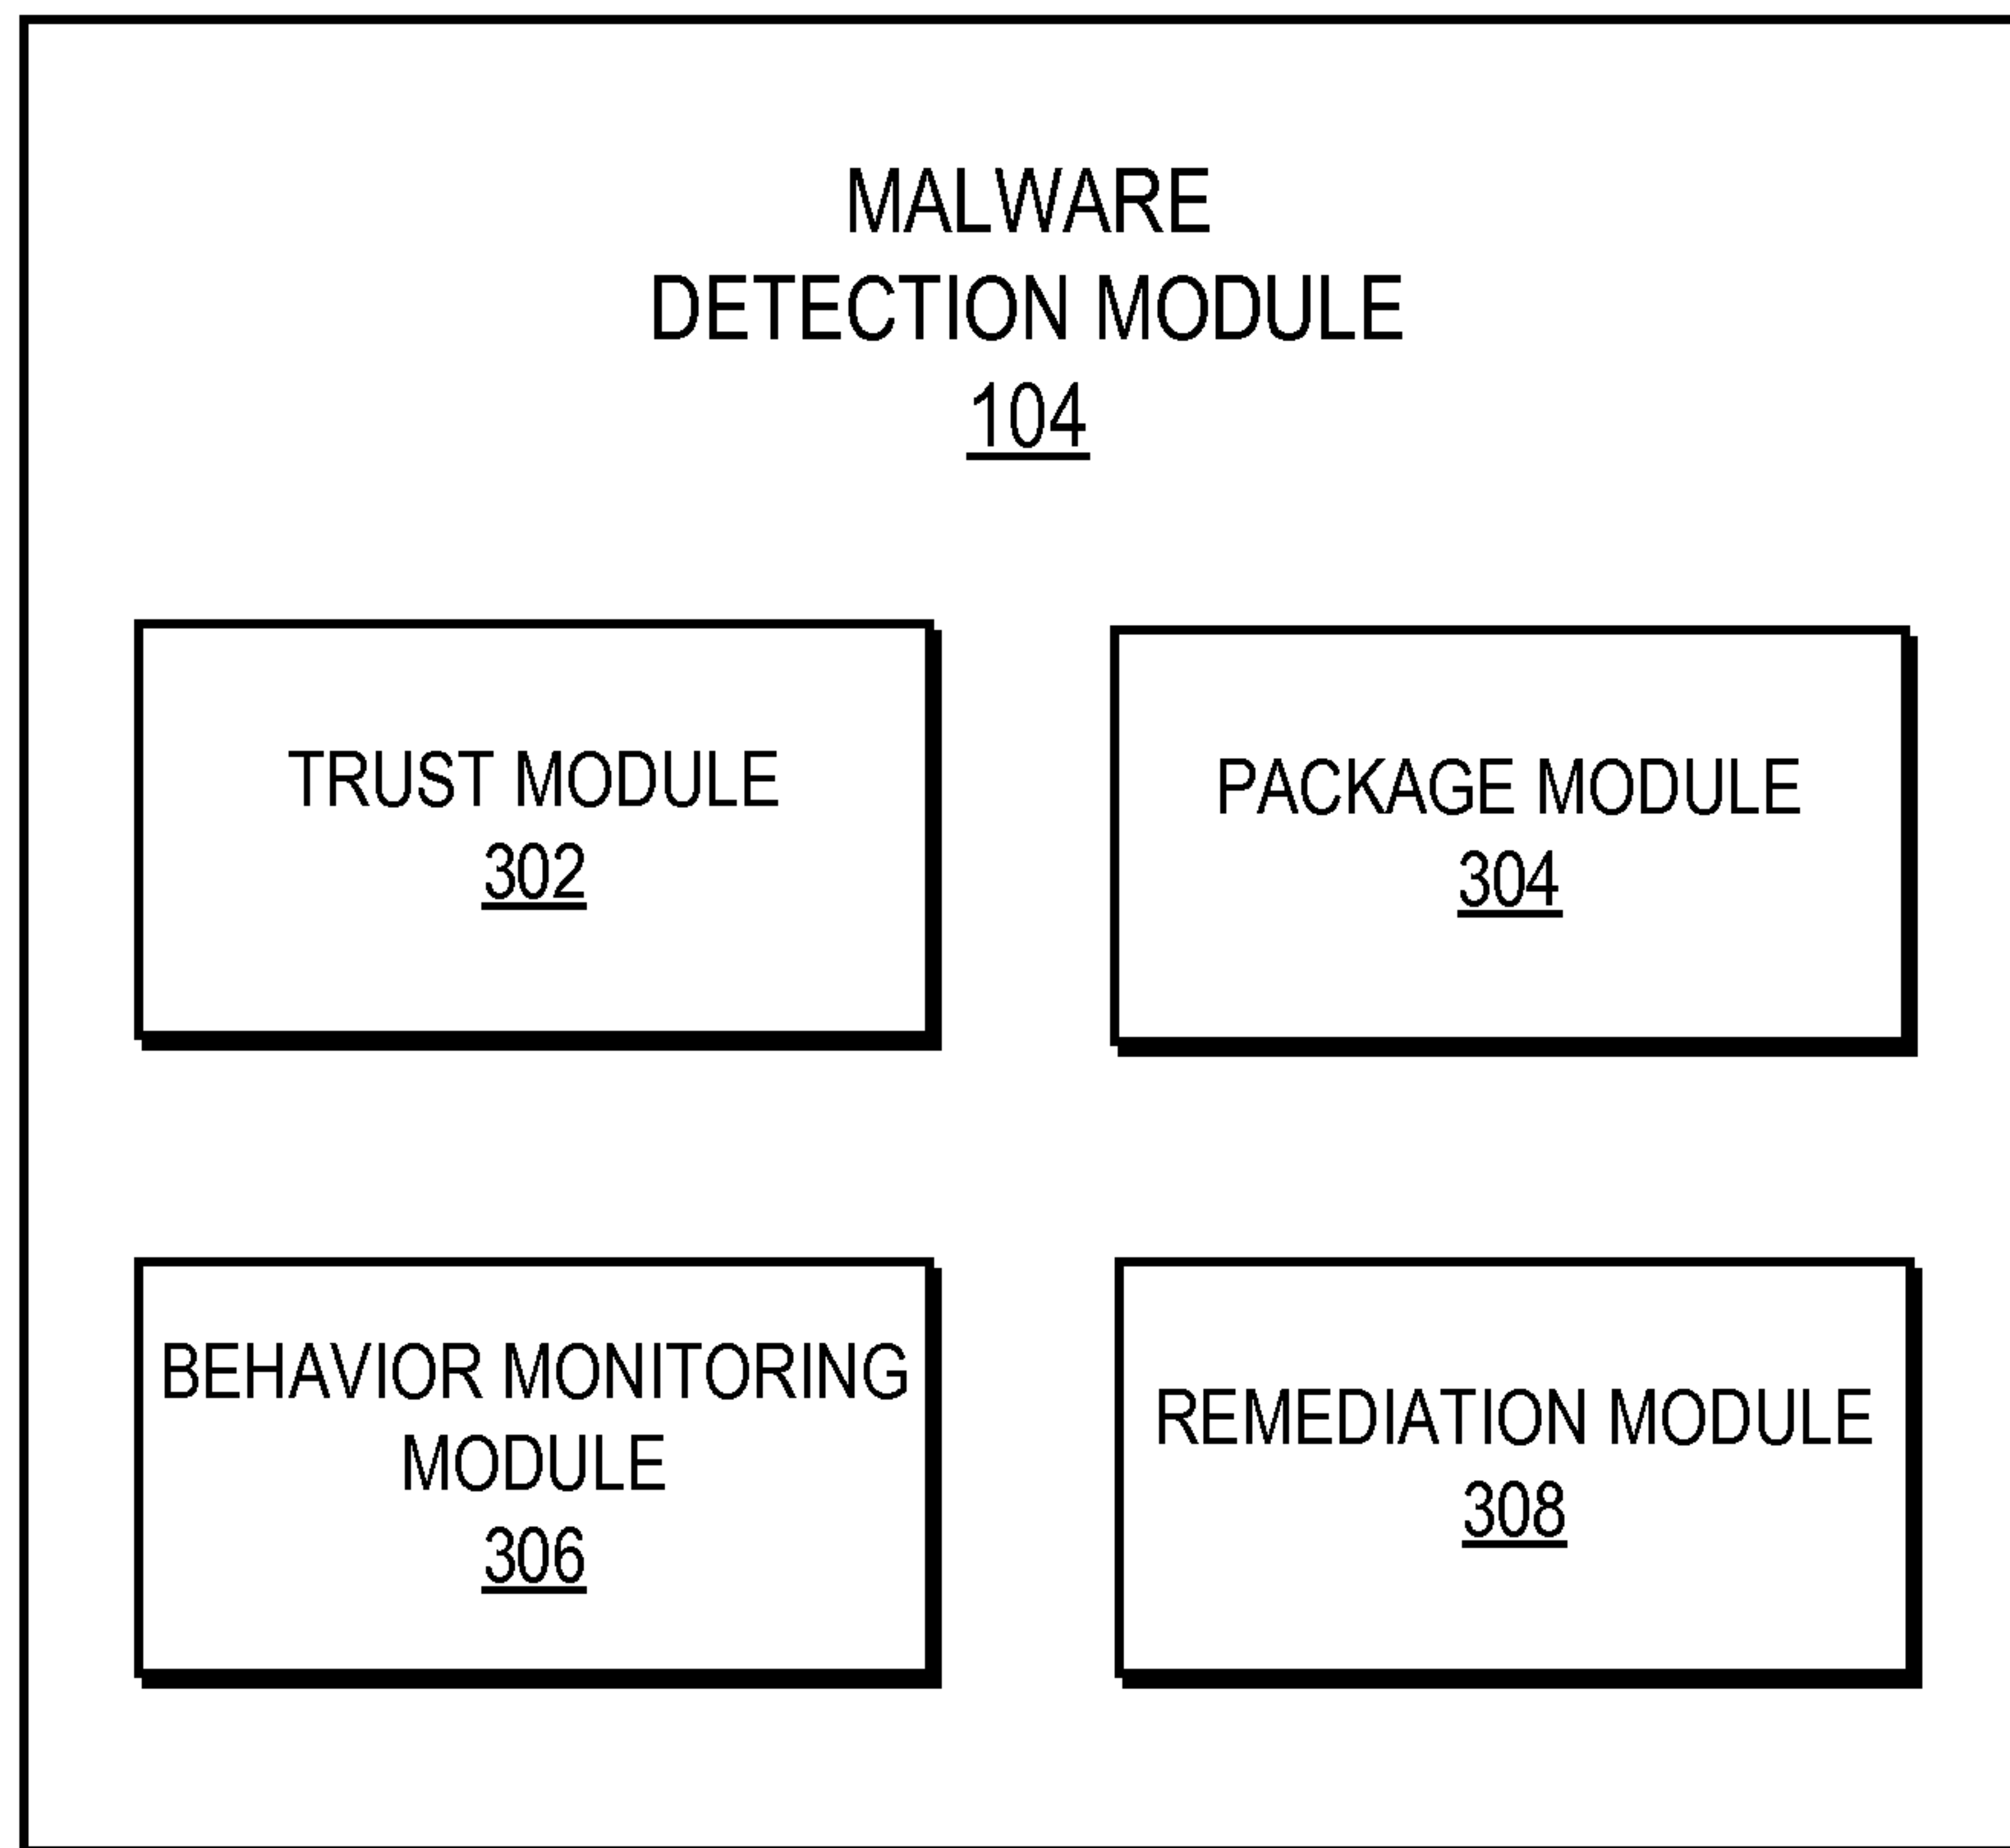 MALWARE
DETECTION MODULE
104
TRUST MODULE
302
PACKAGE MODULE
304
BEHAVIOR MONITORING
MODULE
306
REMEDIATION MODULE
308